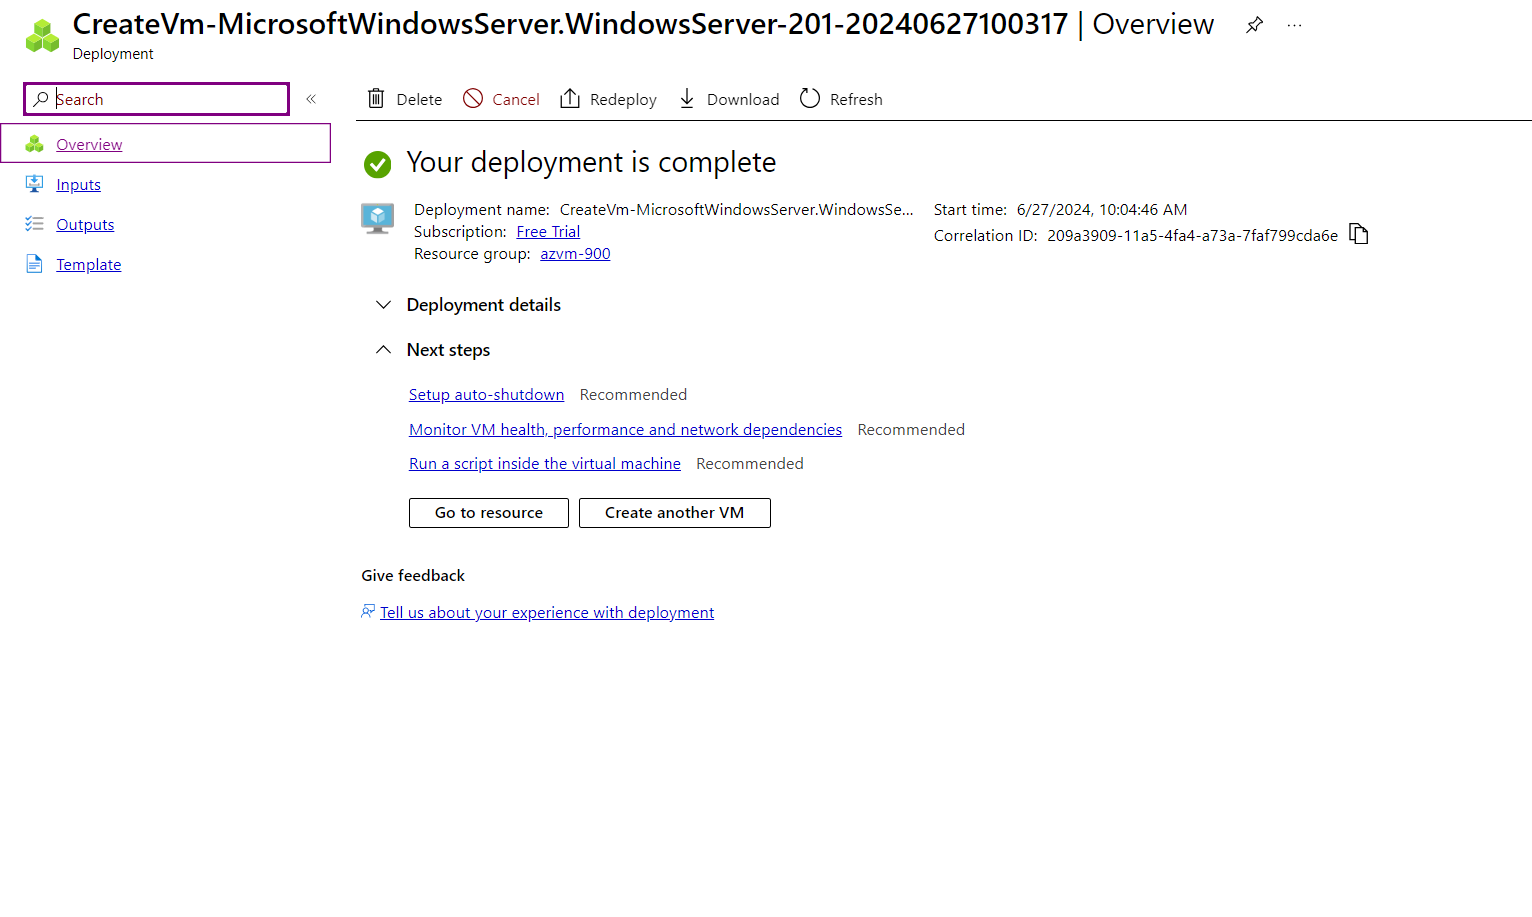 CreateVm-MicrosoftWindowsServer.WindowsServer-201-20240627100317 | Overview
Deployment
Search
«
Delete
Cancel
Redeploy
Download
Refresh
Overview
Inputs
Outputs
Template
Your deployment is complete
Deployment name: CreateVm-MicrosoftWindowsServer.WindowsSe...
Subscription: Free Trial
Resource group: azvm-900
Start time: 6/27/2024, 10:04:46 AM
Correlation ID: 209a3909-11a5-4fa4-a73a-7faf799cda6e
Deployment details
Next steps
Setup auto-shutdown Recommended
Monitor VM health, performance and network dependencies Recommended
Run a script inside the virtual machine Recommended
Go to resource
Create another VM
Give feedback
Tell us about your experience with deployment